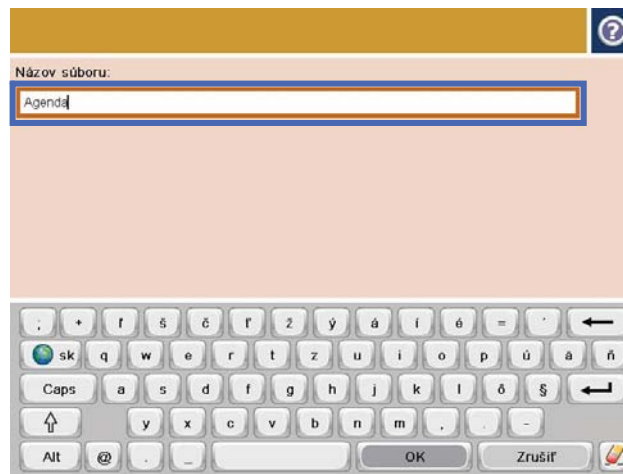 ?
Názov súboru:
Agenda
; + ľ š č ť ž ý á í é = ´
sk q w e r t z u i o p ú ä ň
Caps a s d f g h j k l ô §
y x c v b n m , . -
Alt @ . _ OK Zrušiť